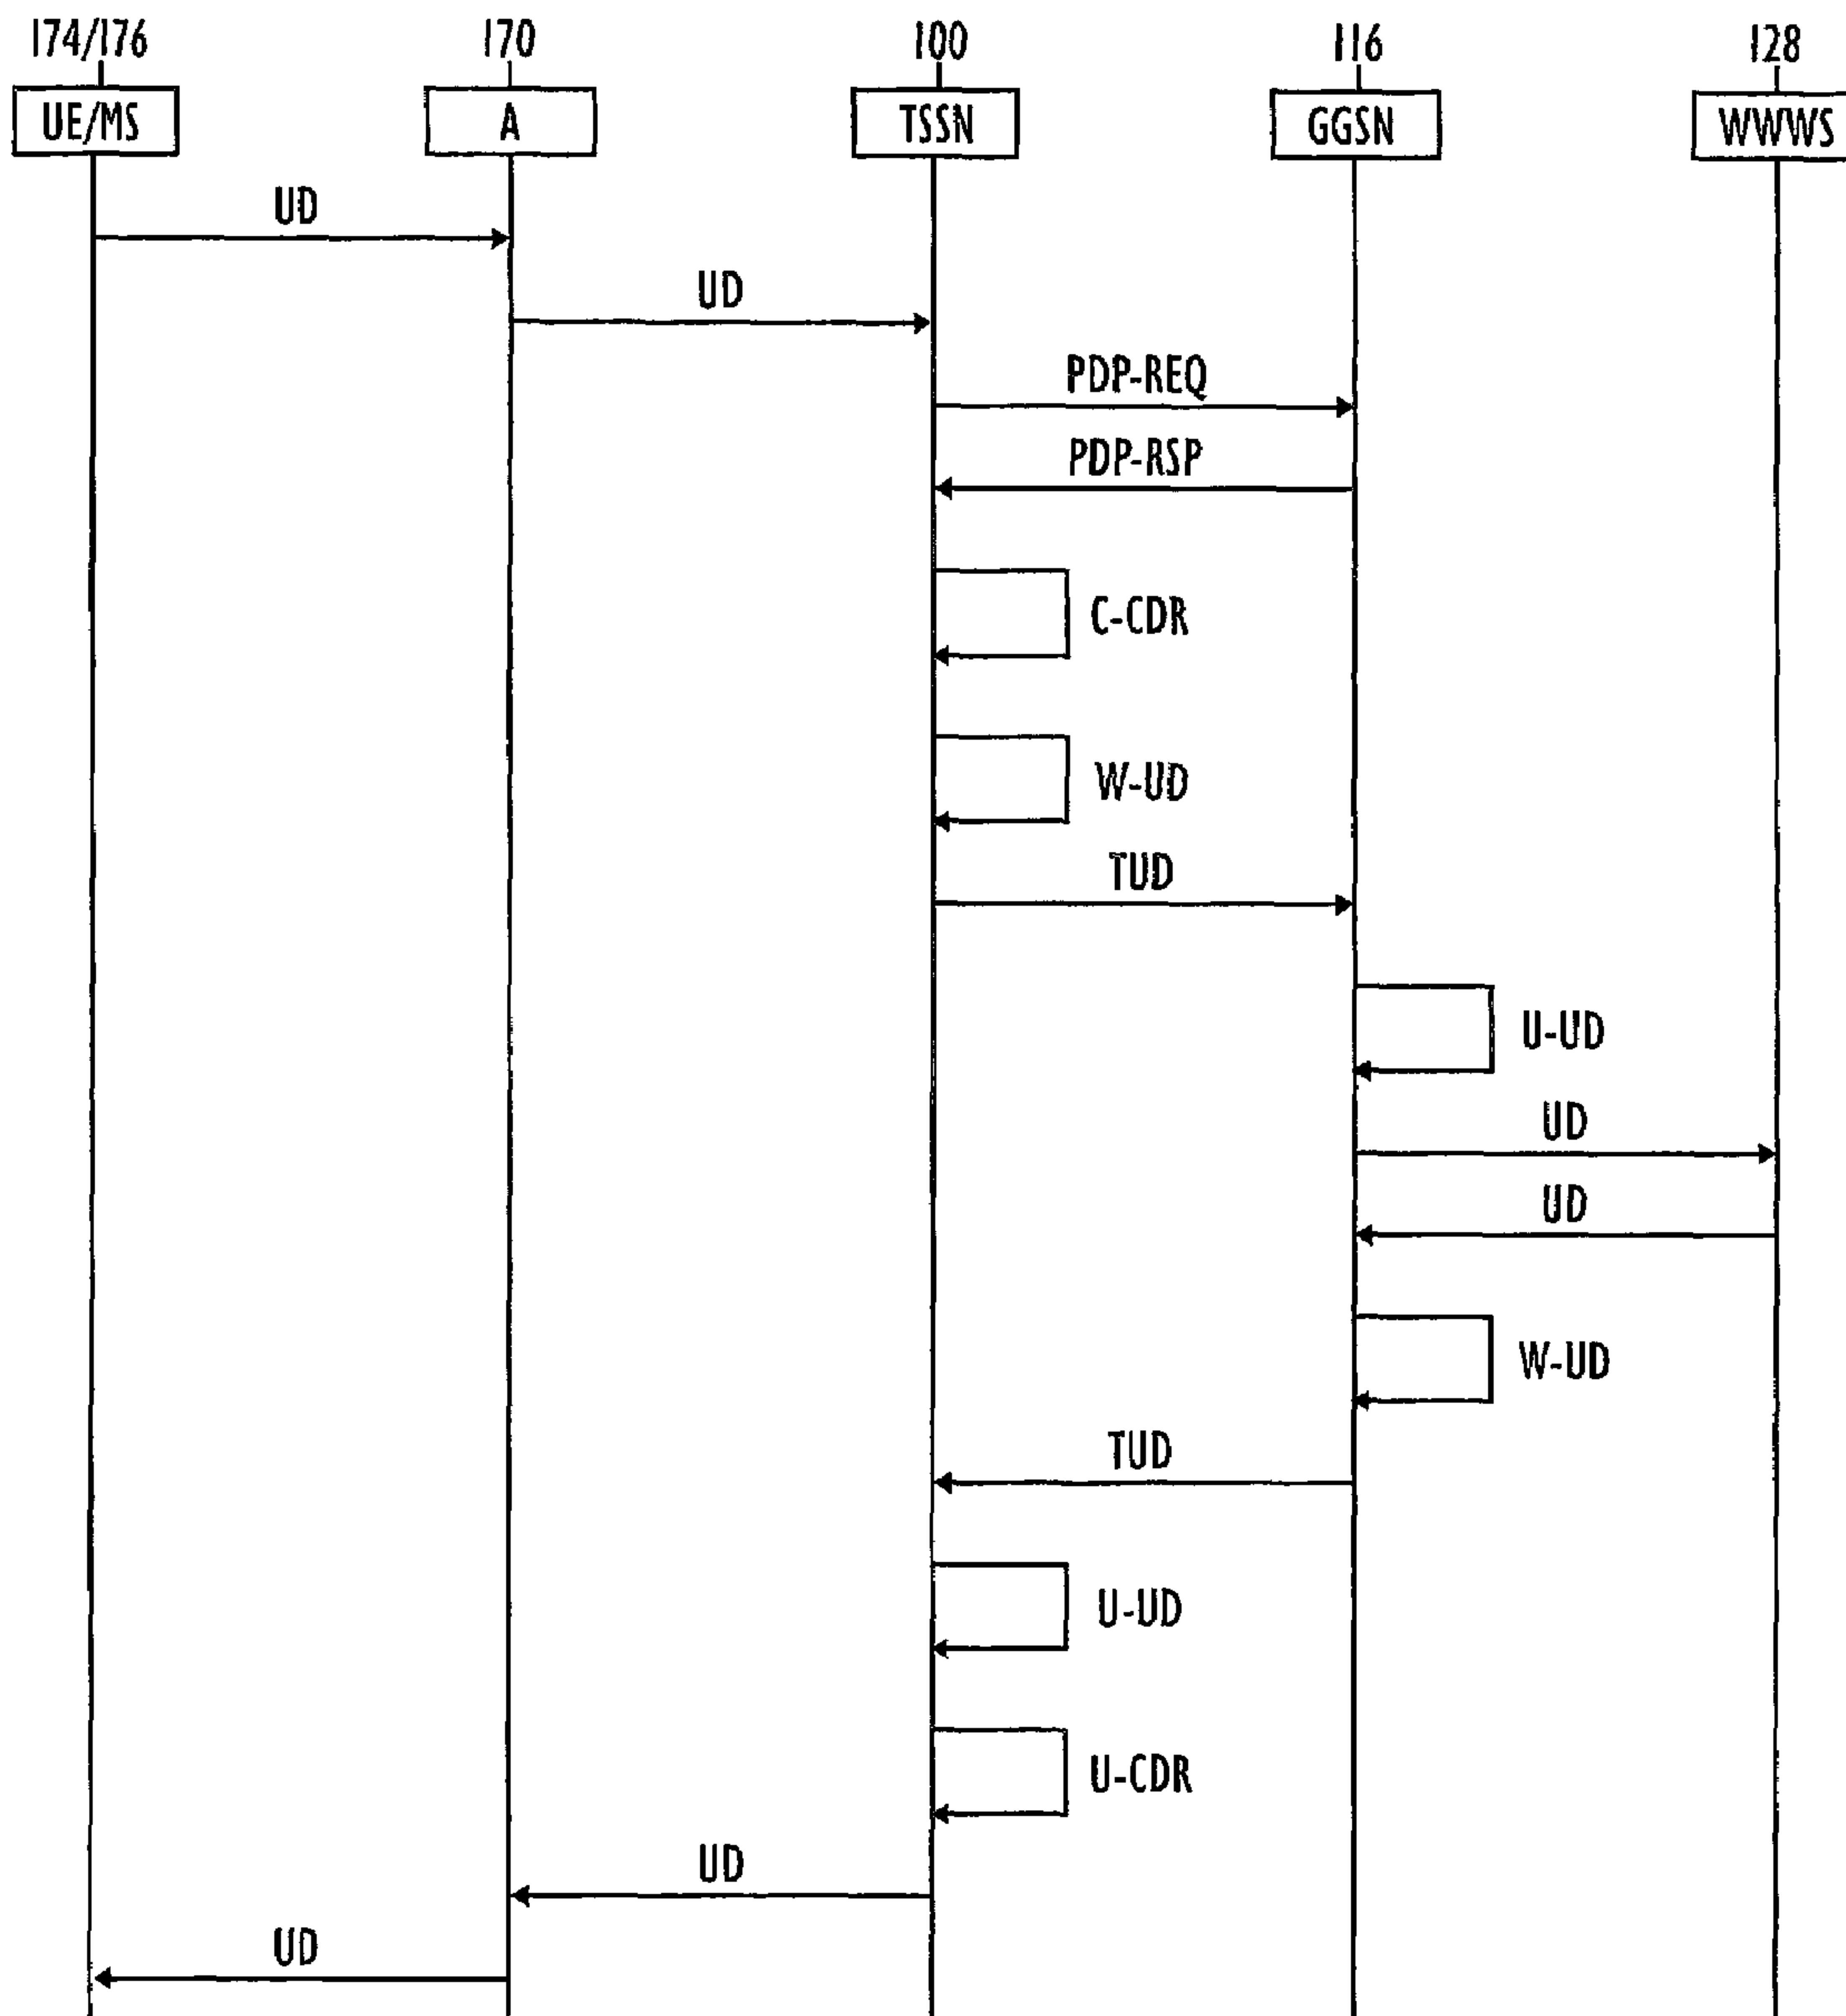 174/176 170 100 116 128
UE/MS A TSSN GGSN WWWS
UD
UD
PDP-REQ
PDP-RSP
C-CDR
W-UD
TUD
U-UD
UD
UD
W-UD
TUD
U-UD
U-CDR
UD
UD